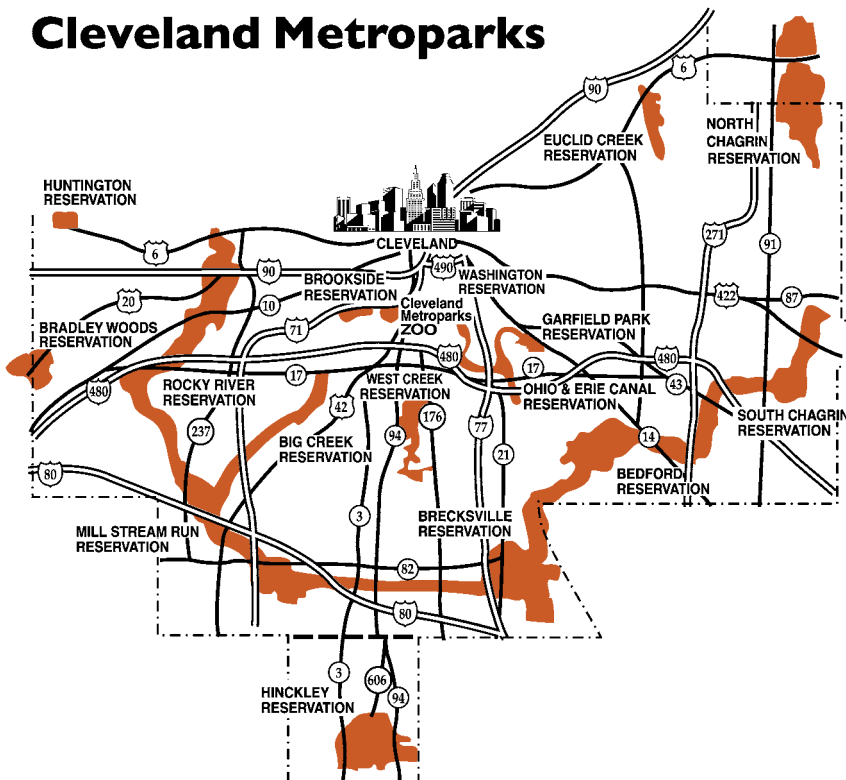 Cleveland Metroparks
90
6
EUCLID CREEK
RESERVATION
NORTH
CHAGRIN
RESERVATION
HUNTINGTON
RESERVATION
271
91
6
CLEVELAND
90
490
BROOKSIDE
RESERVATION
WASHINGTON
RESERVATION
20
10
422
87
BRADLEY WOODS
RESERVATION
71
Cleveland
Metroparks
ZOO
GARFIELD PARK
RESERVATION
480
480
480
17
17
43
ROCKY RIVER
RESERVATION
WEST CREEK
RESERVATION
OHIO & ERIE CANAL
RESERVATION
42
176
SOUTH CHAGRIN
RESERVATION
237
94
77
14
BIG CREEK
RESERVATION
21
80
BEDFORD
RESERVATION
3
MILL STREAM RUN
RESERVATION
BRECKSVILLE
RESERVATION
82
80
3
606
94
HINCKLEY
RESERVATION